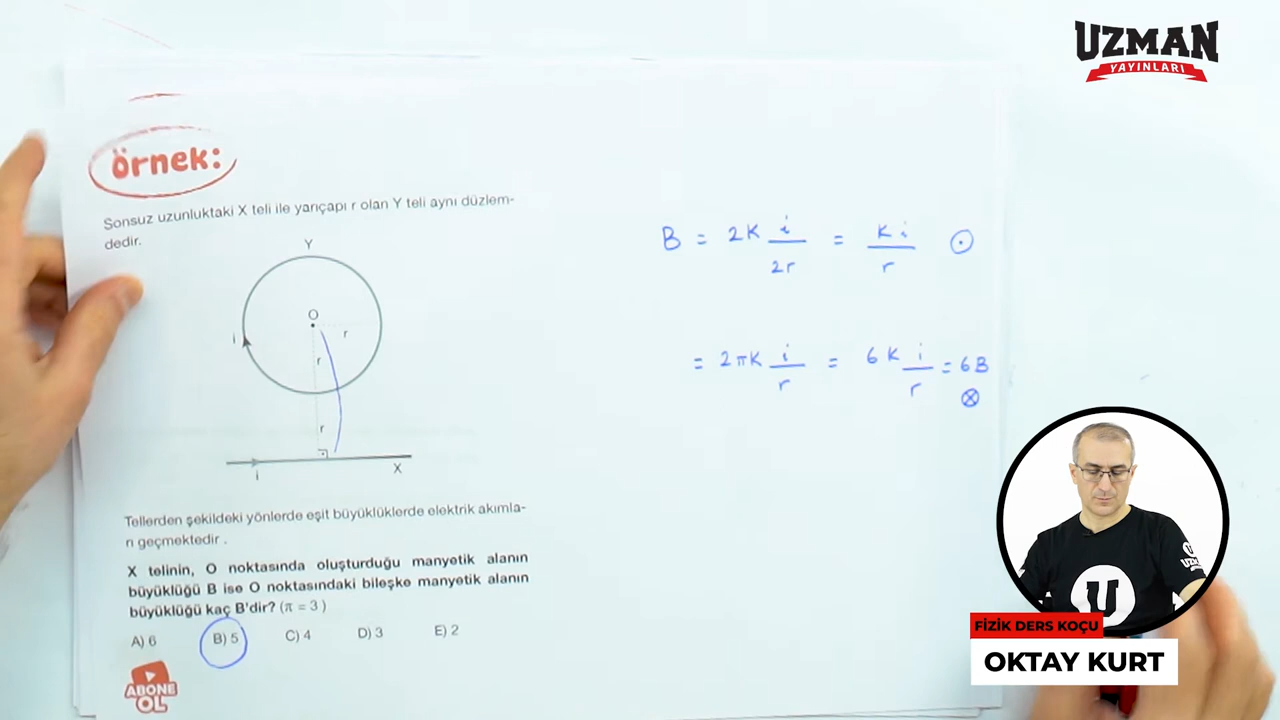 UZMAN
YAYINLARI
örnek:
Sonsuz uzunluktaki X teli ile yarıçapı r olan Y teli aynı düzlem-
dedir.
Y
O
i
r
r
r
X
i
B = 2K i/2r = Ki/r ⊙
= 2πK i/r = 6K i/r = 6B
⊗
Tellerden şekildeki yönlerde eşit büyüklüklerde elektrik akımla-
rı geçmektedir .
X telinin, O noktasında oluşturduğu manyetik alanın
büyüklüğü B ise O noktasındaki bileşke manyetik alanın
büyüklüğü kaç B'dir? (π = 3 )
A) 6 B) 5 C) 4 D) 3 E) 2
ABONE
OL
U
UZMAN
FİZİK DERS KOÇU
OKTAY KURT